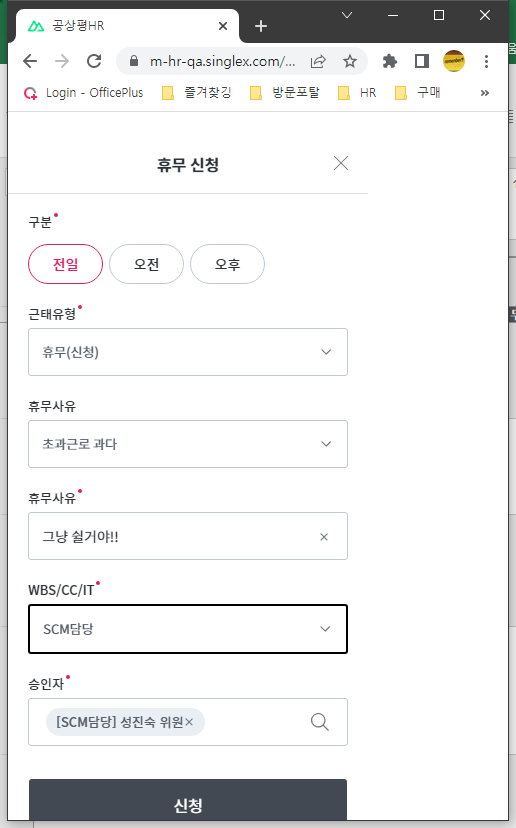 공상평HR
m-hr-qa.singlex.com/...
Login - OfficePlus
즐겨찾깅
방문포탈
HR
구매
»
휴무 신청
구분
전일
오전
오후
근태유형
휴무(신청)
휴무사유
초과근로 과다
휴무사유
그냥 쉴거야!!
WBS/CC/IT
SCM담당
승인자
[SCM담당] 성진숙 위원×
신청